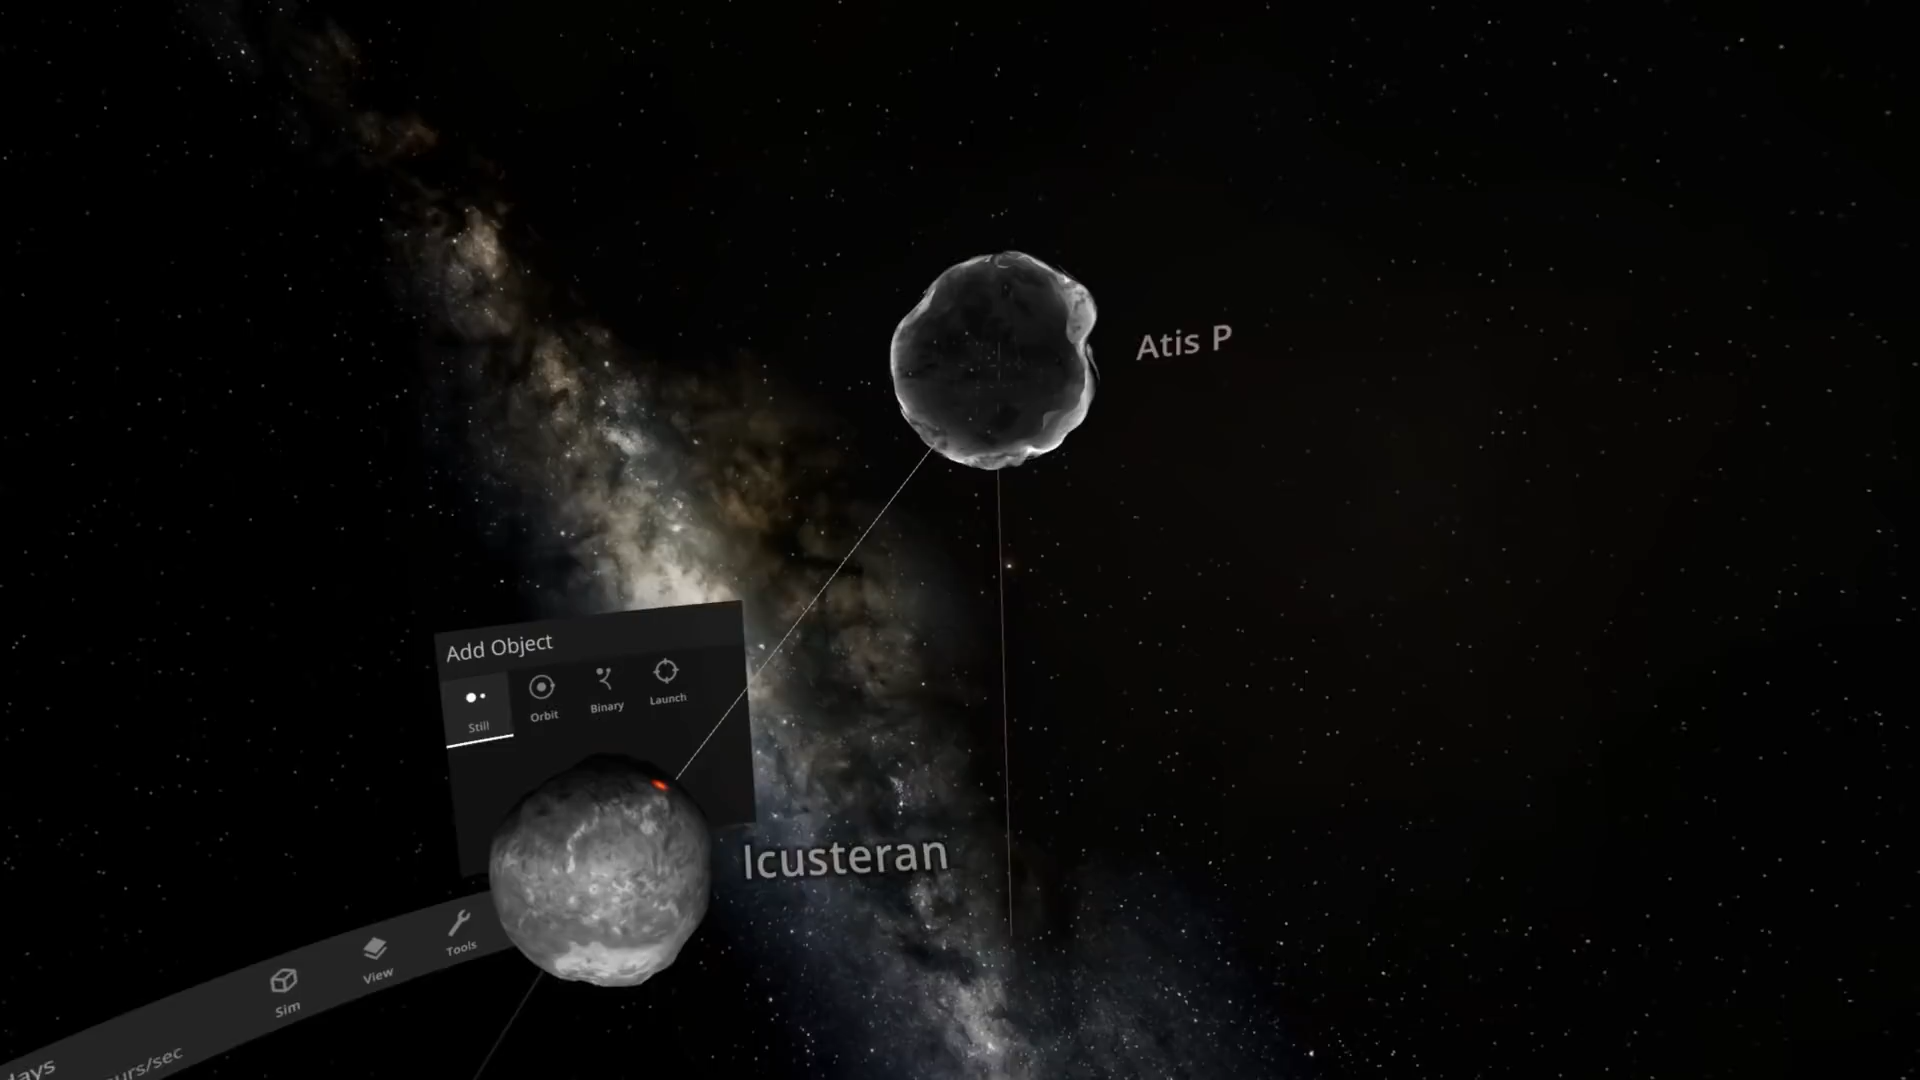 Atis P
Add Object
Still
Orbit
Binary
Launch
Icusteran
Tools
View
Sim